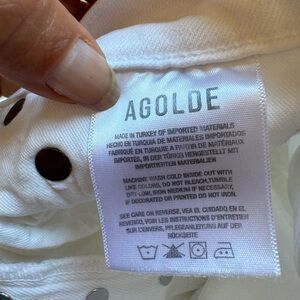 AGOLDE
MADE IN TURKEY OF IMPORTED MATERIALS
HECHO EN TURQUIA DE MATERIALES IMPORTADOS
FABRIQUÉ EN TURQUIE A PARTIR DE MATÉRIAUX
IMPORTÉS, IN DER TÜRKEI HERGESTELLT MIT
IMPORTIERTEN MATERIALIEN
MACHINE WASH COLD INSIDE OUT WITH
LIKE COLORS, DO NOT BLEACH, TUMBLE
DRY LOW, IRON MEDIUM IF NECESSARY,
IF DECORATED OR PRINTED DO NOT IRON
SEE CARE ON REVERSE, VEA EL CUIDADO EN EL
REVERSO, VOIR LES INSTRUCTIONS D'ENTRETIEN
SUR L'ENVERS, PFLEGEANLEITUNG AUF DER
RÜCKSEITE